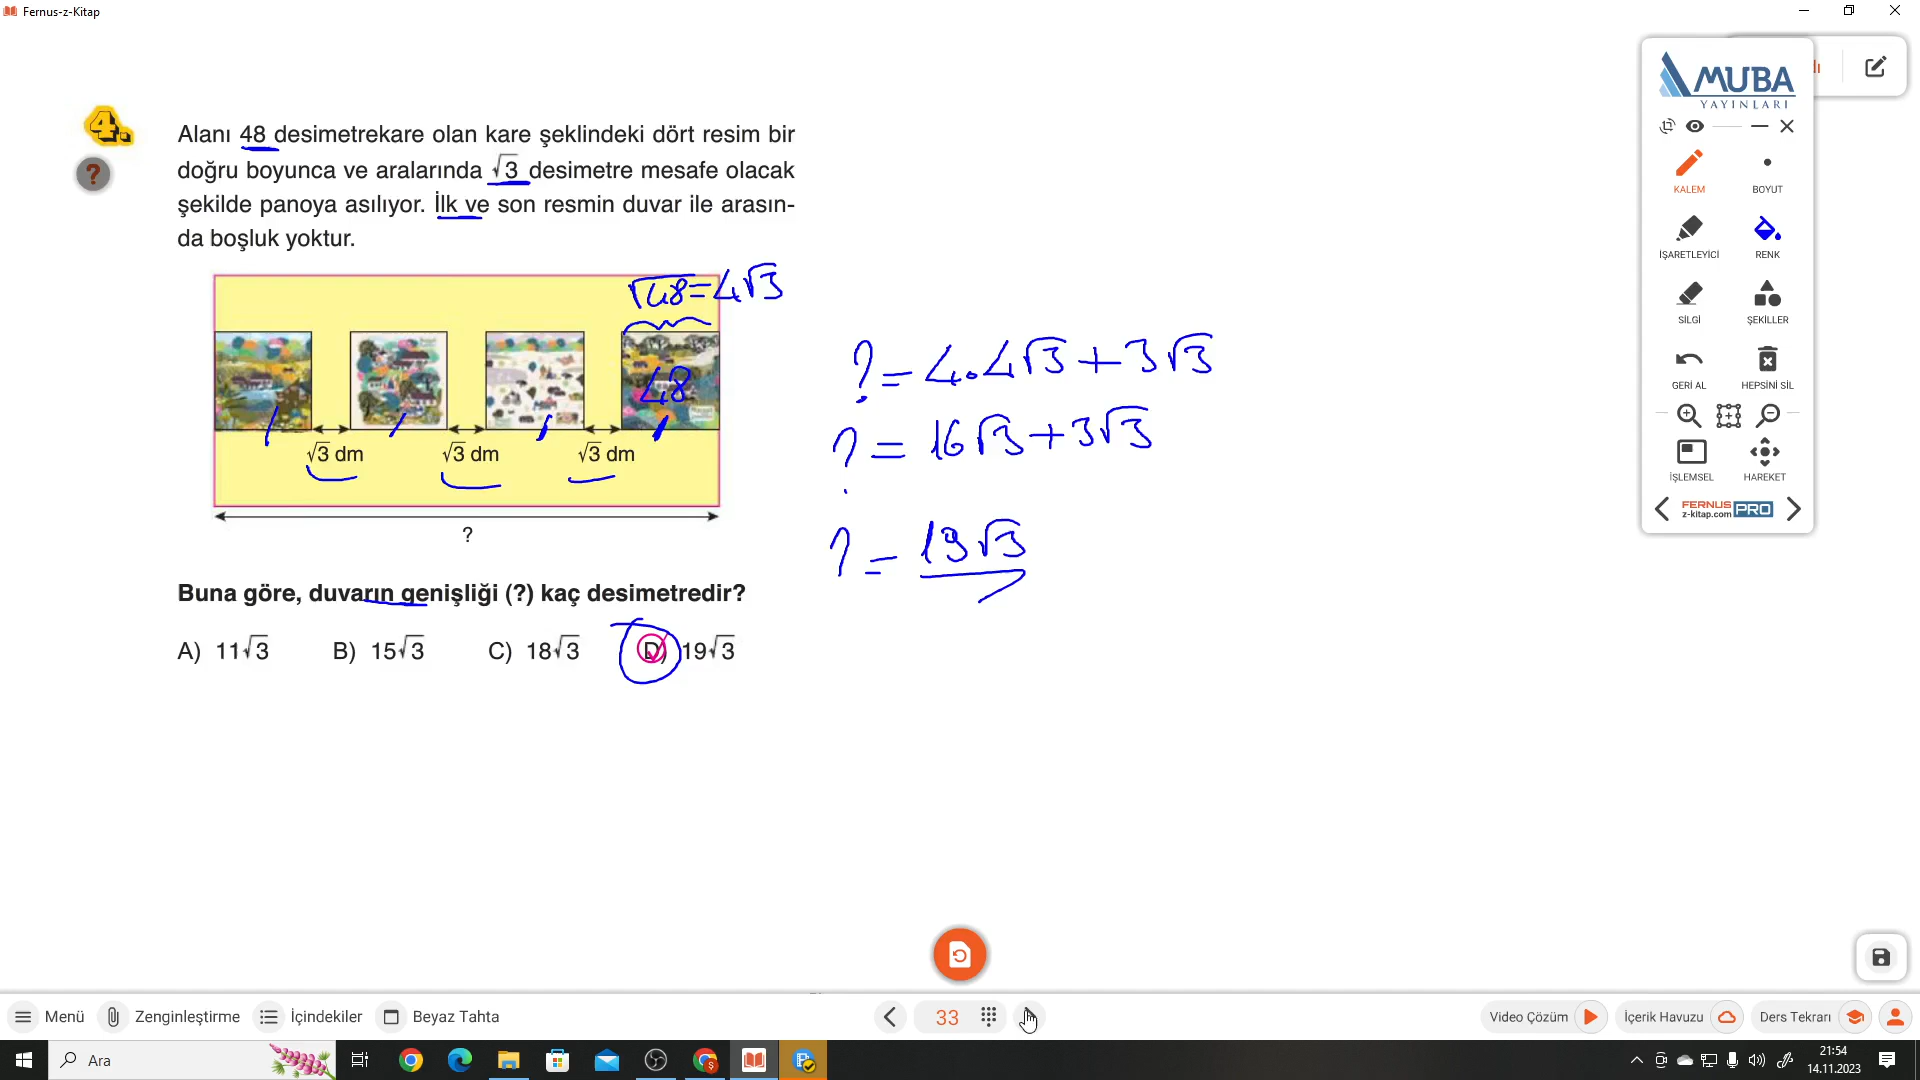 Fernus-z-Kitap
MUBA
YAYINLARI
4.
?
Alanı 48 desimetrekare olan kare şeklindeki dört resim bir
doğru boyunca ve aralarında √3 desimetre mesafe olacak
şekilde panoya asılıyor. İlk ve son resmin duvar ile arasın-
da boşluk yoktur.
√48=4√3
48
√3 dm √3 dm √3 dm
?
?=4.4√3+3√3
?=16√3+3√3
?=19√3
Buna göre, duvarın genişliği (?) kaç desimetredir?
A) 11√3 B) 15√3 C) 18√3 D) 19√3
KALEM BOYUT
İŞARETLEYİCİ RENK
SİLGİ ŞEKİLLER
GERİ AL HEPSİNİ SİL
İŞLEMSEL HAREKET
FERNUS
z-kitap.com PRO
Menü Zenginleştirme İçindekiler Beyaz Tahta 33 Video Çözüm İçerik Havuzu Ders Tekrarı
Ara
21:54
14.11.2023